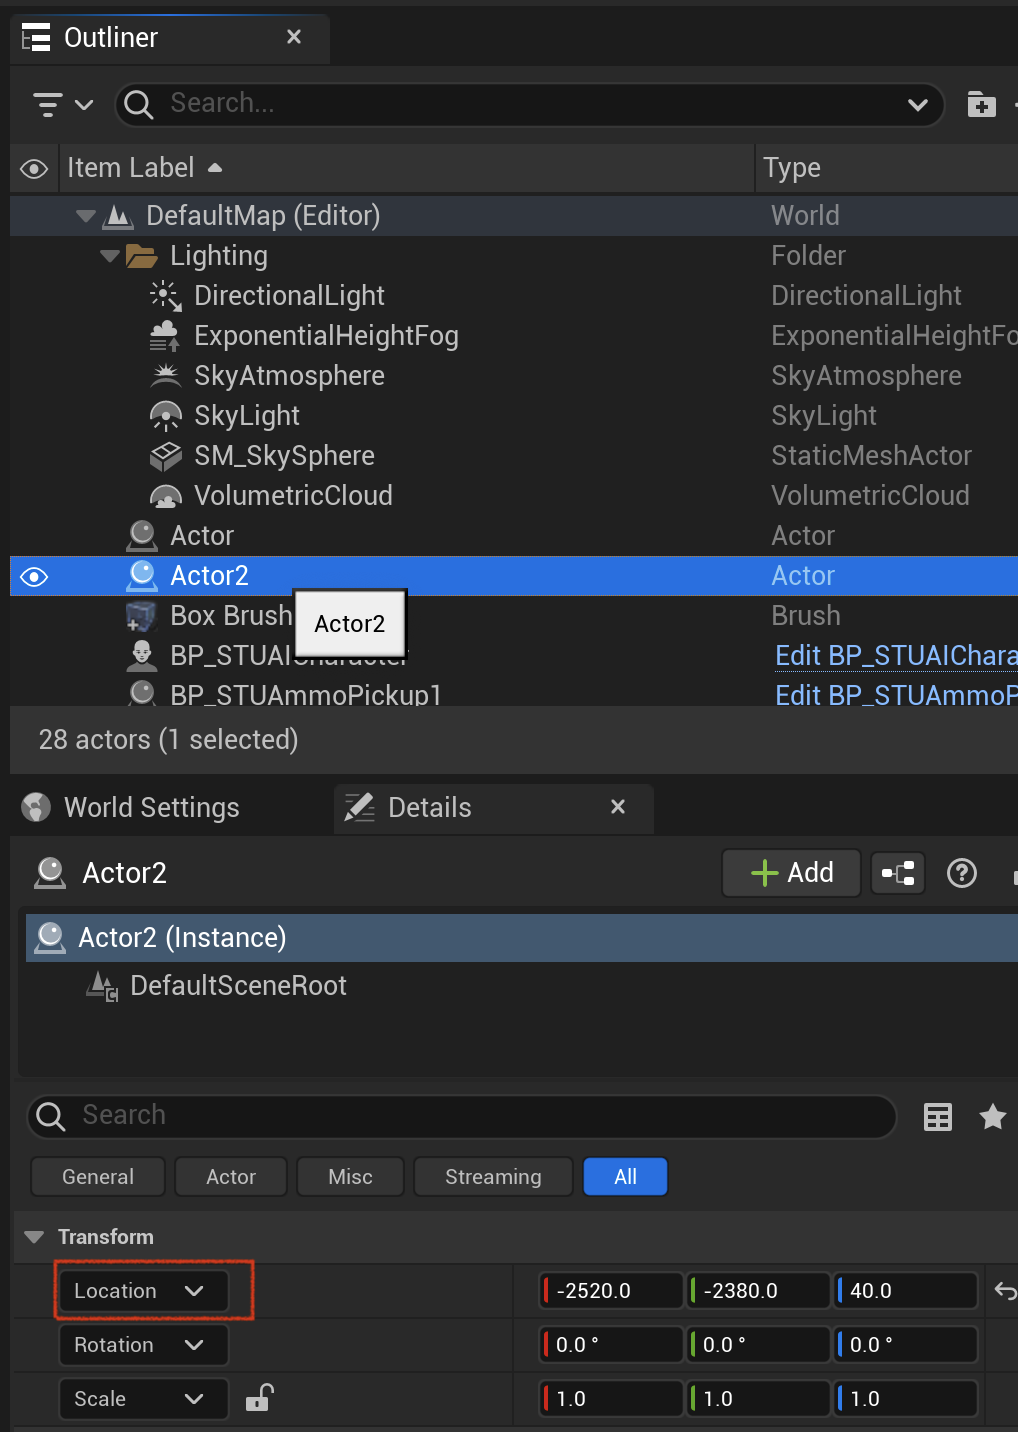 Outliner
Search...
Item Label Type
DefaultMap (Editor) World
Lighting Folder
DirectionalLight DirectionalLight
ExponentialHeightFog ExponentialHeightFo
SkyAtmosphere SkyAtmosphere
SkyLight SkyLight
SM_SkySphere StaticMeshActor
VolumetricCloud VolumetricCloud
Actor Actor
Actor2 Actor
Box Brush Brush
Actor2
BP_STUAICharacter Edit BP_STUAIChara
BP_STUAmmoPickup1 Edit BP_STUAmmoP
28 actors (1 selected)
World Settings Details
Actor2 Add
Actor2 (Instance)
DefaultSceneRoot
Search
General Actor Misc Streaming All
Transform
Location -2520.0 -2380.0 40.0
Rotation 0.0 ° 0.0 ° 0.0 °
Scale 1.0 1.0 1.0